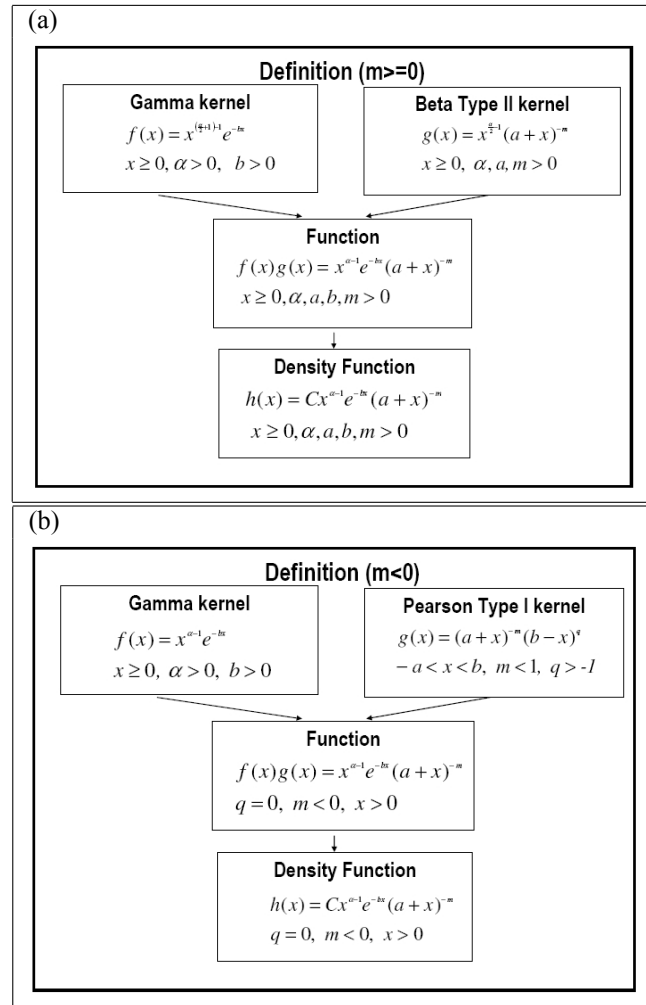 (a)
Definition (m>=0)
Gamma kernel
f(x) = x^{(α/2+1)-1} e^{-bx}
x ≥ 0, α > 0, b > 0
Beta Type II kernel
g(x) = x^{α/2-1} (a + x)^{-m}
x ≥ 0, α, a, m > 0
Function
f(x)g(x) = x^{α-1} e^{-bx} (a + x)^{-m}
x ≥ 0, α, a, b, m > 0
Density Function
h(x) = Cx^{α-1} e^{-bx} (a + x)^{-m}
x ≥ 0, α, a, b, m > 0
(b)
Definition (m<0)
Gamma kernel
f(x) = x^{α-1} e^{-bx}
x ≥ 0, α > 0, b > 0
Pearson Type I kernel
g(x) = (a + x)^{-m} (b − x)^{q}
− a < x < b, m < 1, q > -1
Function
f(x)g(x) = x^{α-1} e^{-bx} (a + x)^{-m}
q = 0, m < 0, x > 0
Density Function
h(x) = Cx^{α-1} e^{-bx} (a + x)^{-m}
q = 0, m < 0, x > 0